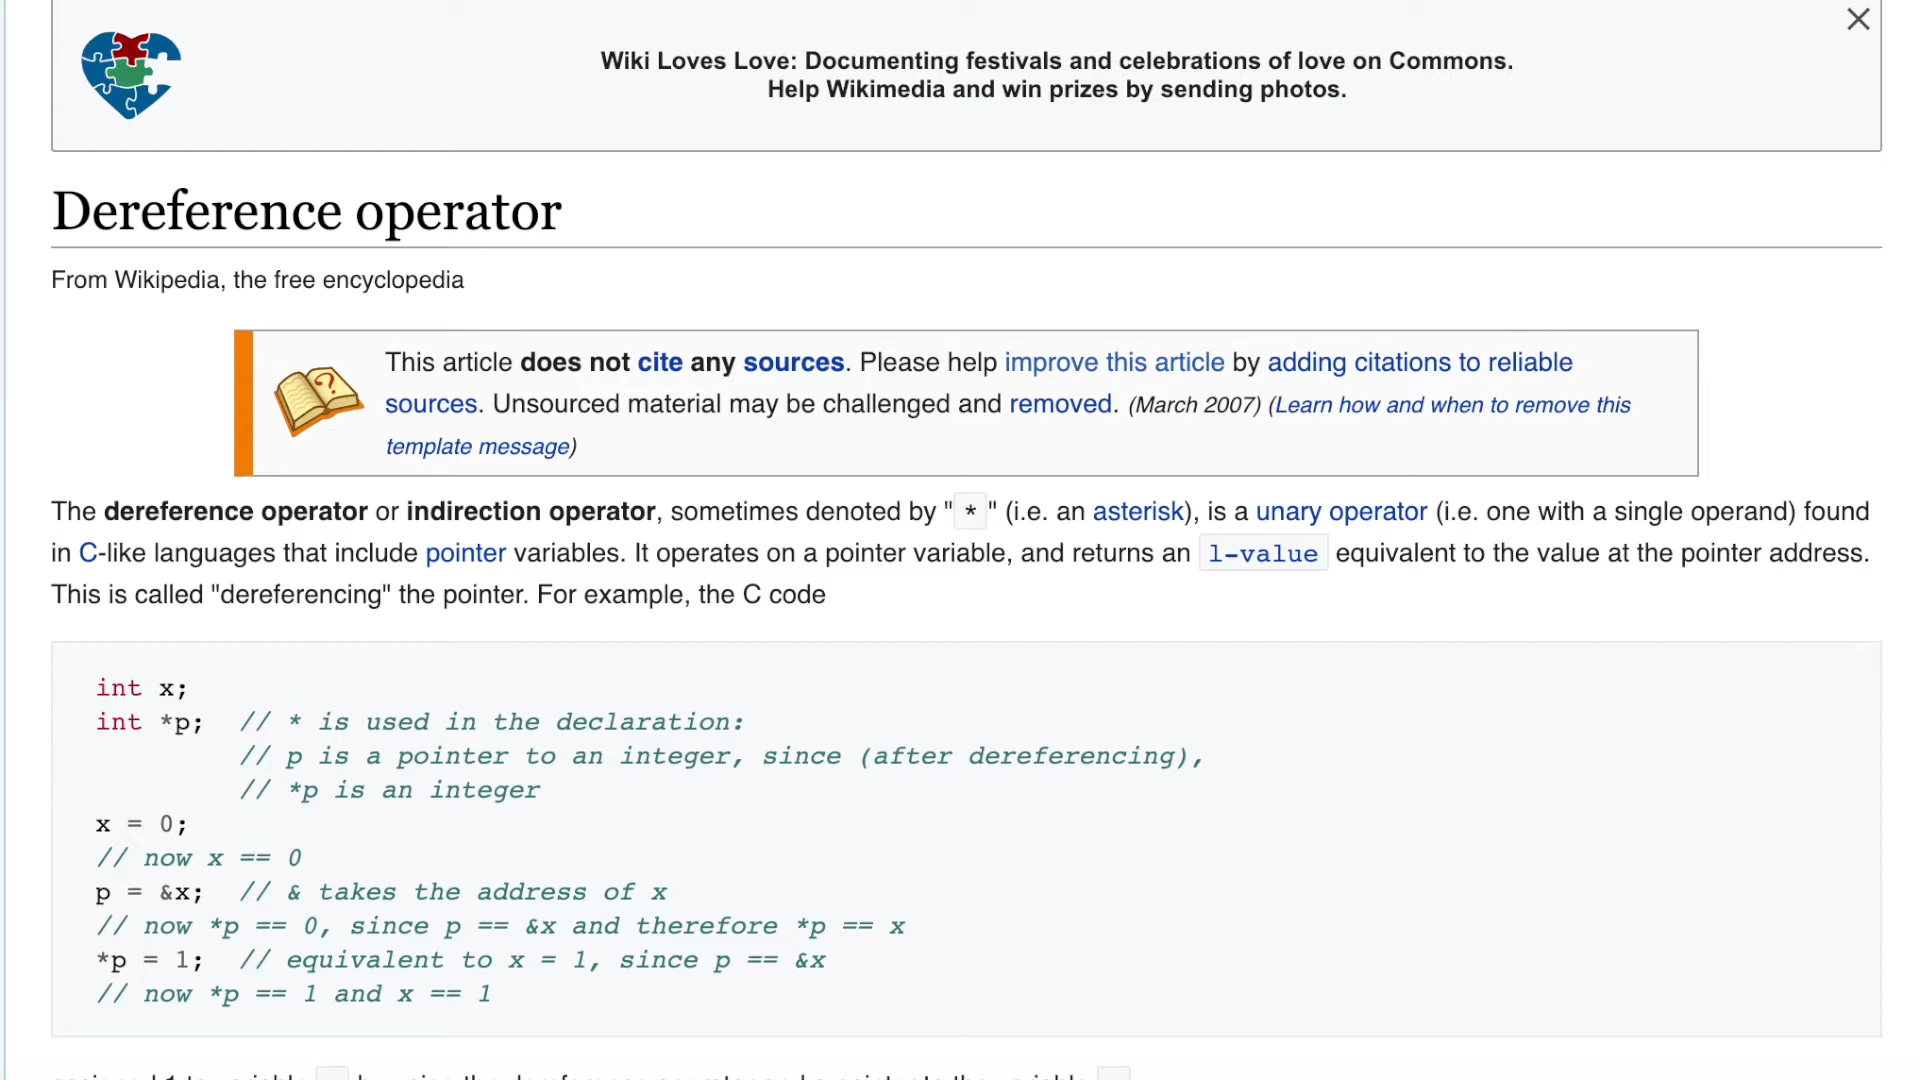 Wiki Loves Love: Documenting festivals and celebrations of love on Commons.
Help Wikimedia and win prizes by sending photos.
Dereference operator
From Wikipedia, the free encyclopedia
This article does not cite any sources. Please help improve this article by adding citations to reliable
sources. Unsourced material may be challenged and removed. (March 2007) (Learn how and when to remove this
template message)
The dereference operator or indirection operator, sometimes denoted by "*" (i.e. an asterisk), is a unary operator (i.e. one with a single operand) found
in C-like languages that include pointer variables. It operates on a pointer variable, and returns an l-value equivalent to the value at the pointer address.
This is called "dereferencing" the pointer. For example, the C code
int x;
int *p;  // * is used in the declaration:
         // p is a pointer to an integer, since (after dereferencing),
         // *p is an integer
x = 0;
// now x == 0
p = &x;  // & takes the address of x
// now *p == 0, since p == &x and therefore *p == x
*p = 1;  // equivalent to x = 1, since p == &x
// now *p == 1 and x == 1